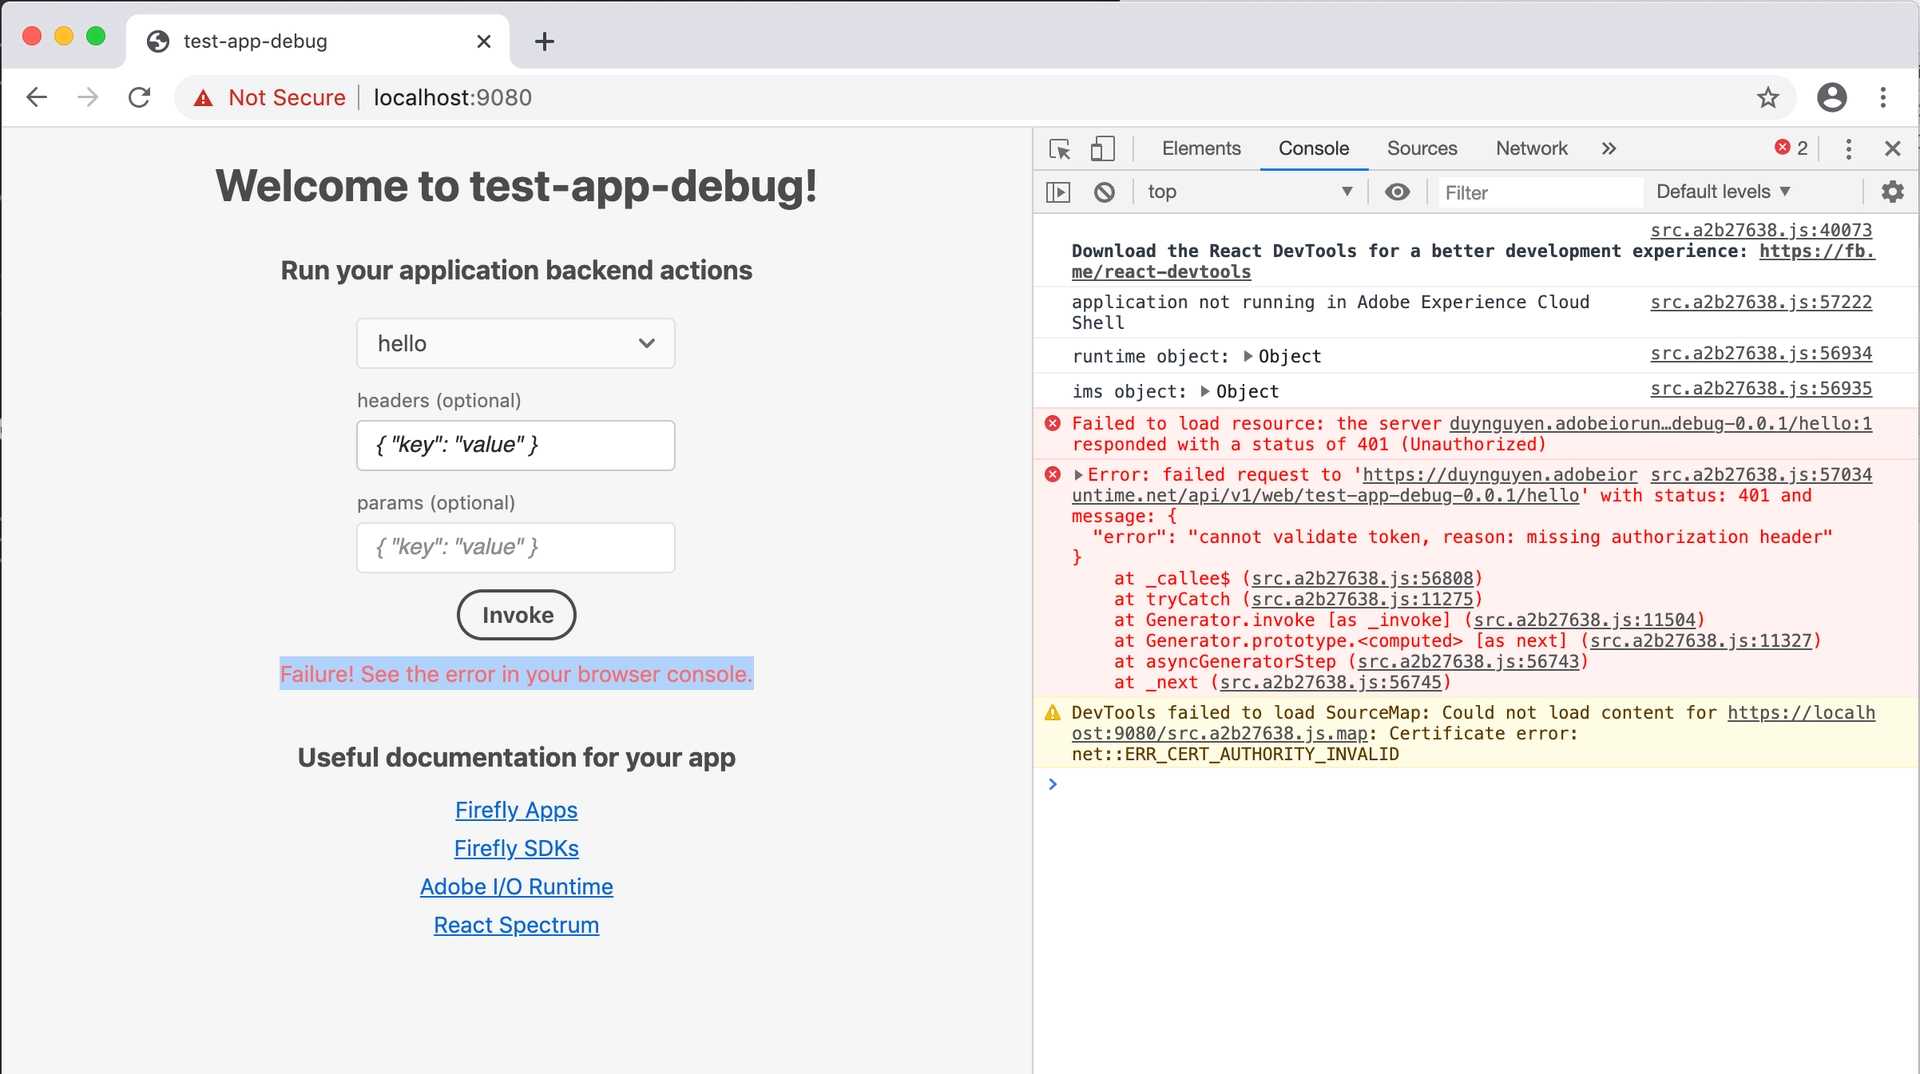 test-app-debug
Not Secure
localhost:9080
Welcome to test-app-debug!
Run your application backend actions
hello
headers (optional)
{ "key": "value" }
params (optional)
{ "key": "value" }
Invoke
Failure! See the error in your browser console.
Useful documentation for your app
Firefly Apps
Firefly SDKs
Adobe I/O Runtime
React Spectrum
Elements Console Sources Network » 2
top Filter Default levels
src.a2b27638.js:40073
Download the React DevTools for a better development experience: https://fb.
me/react-devtools
application not running in Adobe Experience Cloud src.a2b27638.js:57222
Shell
runtime object: Object src.a2b27638.js:56934
ims object: Object src.a2b27638.js:56935
Failed to load resource: the server duynguyen.adobeiorun…debug-0.0.1/hello:1
responded with a status of 401 (Unauthorized)
Error: failed request to 'https://duynguyen.adobeior src.a2b27638.js:57034
untime.net/api/v1/web/test-app-debug-0.0.1/hello' with status: 401 and
message: {
"error": "cannot validate token, reason: missing authorization header"
}
at _callee$ (src.a2b27638.js:56808)
at tryCatch (src.a2b27638.js:11275)
at Generator.invoke [as _invoke] (src.a2b27638.js:11504)
at Generator.prototype.<computed> [as next] (src.a2b27638.js:11327)
at asyncGeneratorStep (src.a2b27638.js:56743)
at _next (src.a2b27638.js:56745)
DevTools failed to load SourceMap: Could not load content for https://localh
ost:9080/src.a2b27638.js.map: Certificate error:
net::ERR_CERT_AUTHORITY_INVALID